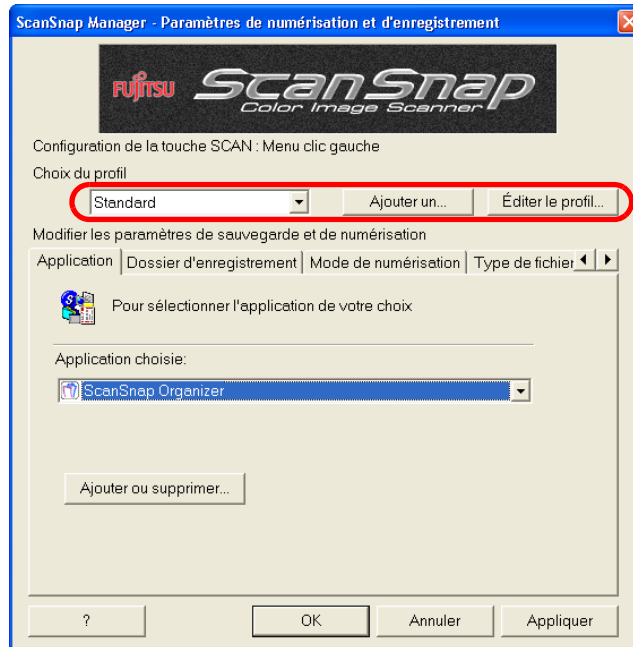 ScanSnap Manager - Paramètres de numérisation et d'enregistrement
FUJITSU ScanSnap
Color Image Scanner
Configuration de la touche SCAN : Menu clic gauche
Choix du profil
Standard Ajouter un... Éditer le profil...
Modifier les paramètres de sauvegarde et de numérisation
Application Dossier d'enregistrement Mode de numérisation Type de fichier
Pour sélectionner l'application de votre choix
Application choisie:
ScanSnap Organizer
Ajouter ou supprimer...
? OK Annuler Appliquer